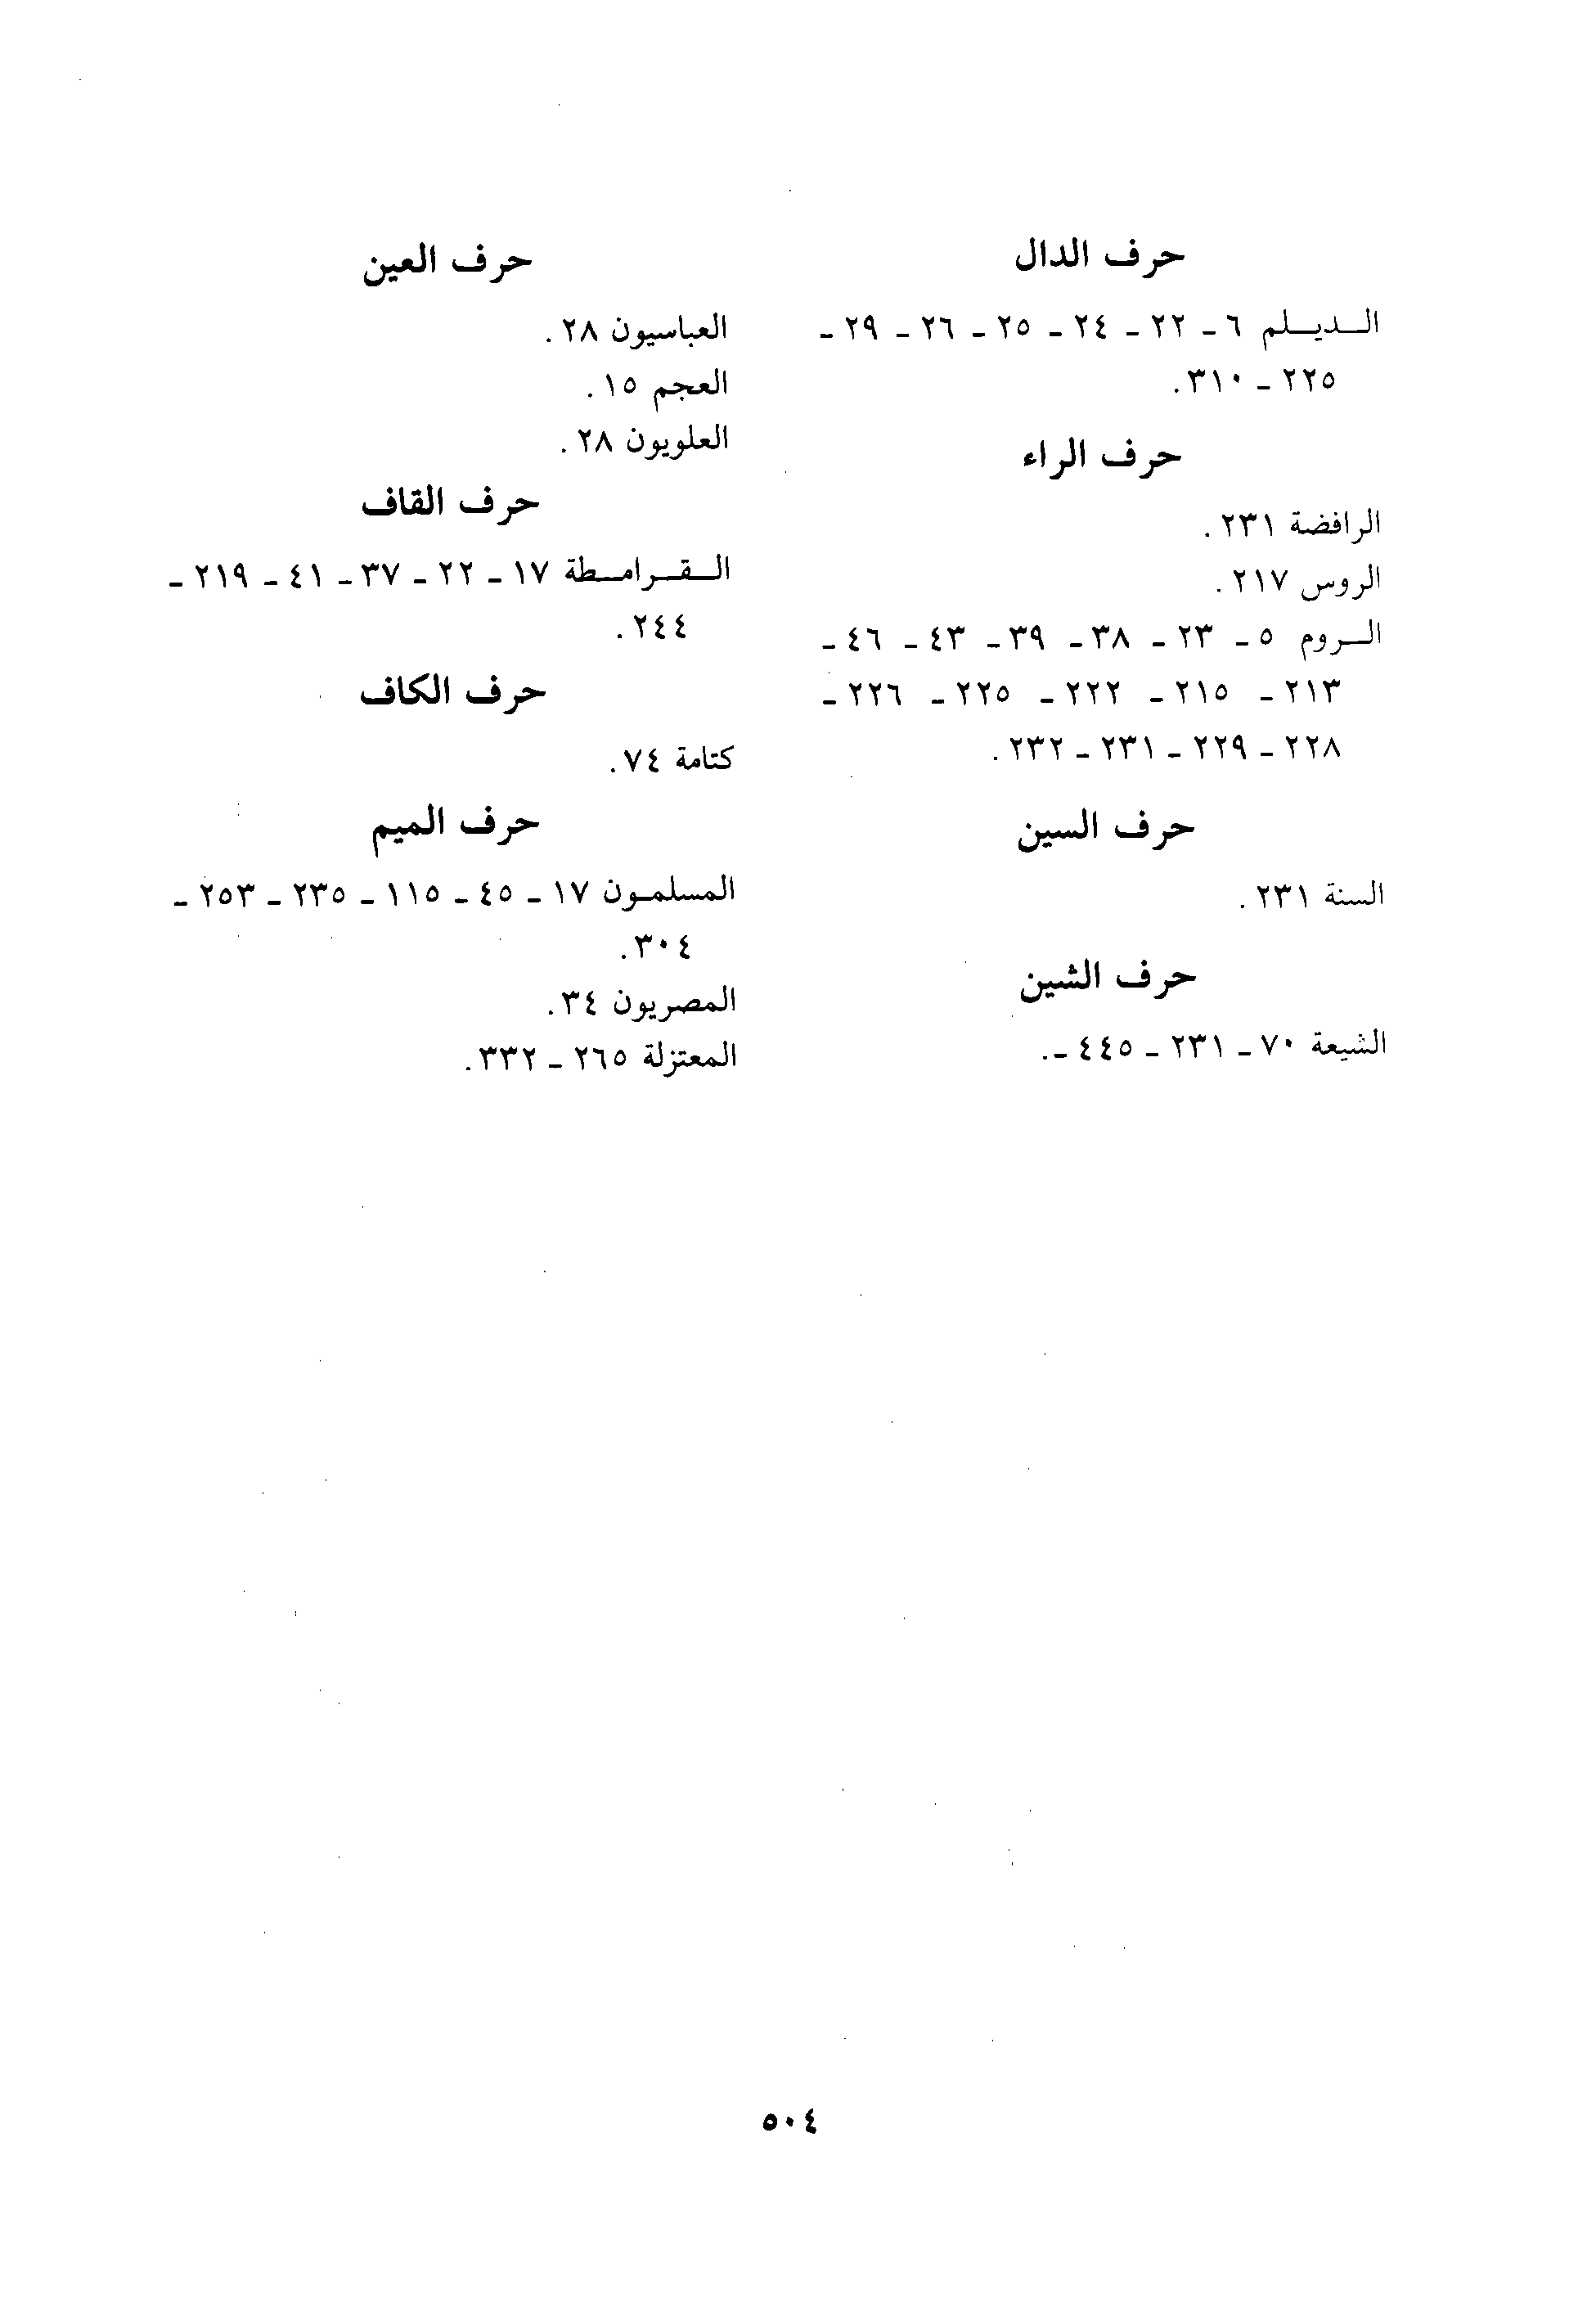 حرف الدال
الديلم ٦ - ٢٢ - ٢٤ - ٢٥ - ٢٦ - ٢٩ -
٢٢٥ - ٣١٠.
حرف الراء
الرافضة ٢٣١.
الروس ٢١٧.
الروم ٥ - ٢٣ - ٣٨ - ٣٩ - ٤٣ - ٤٦ -
٢١٣ - ٢١٥ - ٢٢٢ - ٢٢٥ - ٢٢٦ -
٢٢٨ - ٢٢٩ - ٢٣١ - ٢٣٢.
حرف السين
السنة ٢٣١.
حرف الشين
الشيعة ٧٠ - ٢٣١ - ٤٤٥ -.
حرف العين
العباسيون ٢٨.
العجم ١٥.
العلويون ٢٨.
حرف القاف
القرامطة ١٧ - ٢٢ - ٣٧ - ٤١ - ٢١٩ -
٢٤٤.
حرف الكاف
كتامة ٧٤.
حرف الميم
المسلمون ١٧ - ٤٥ - ١١٥ - ٢٣٥ - ٢٥٣ -
٣٠٤.
المصريون ٣٤.
المعتزلة ٢٦٥ - ٣٣٢.
٥٠٤